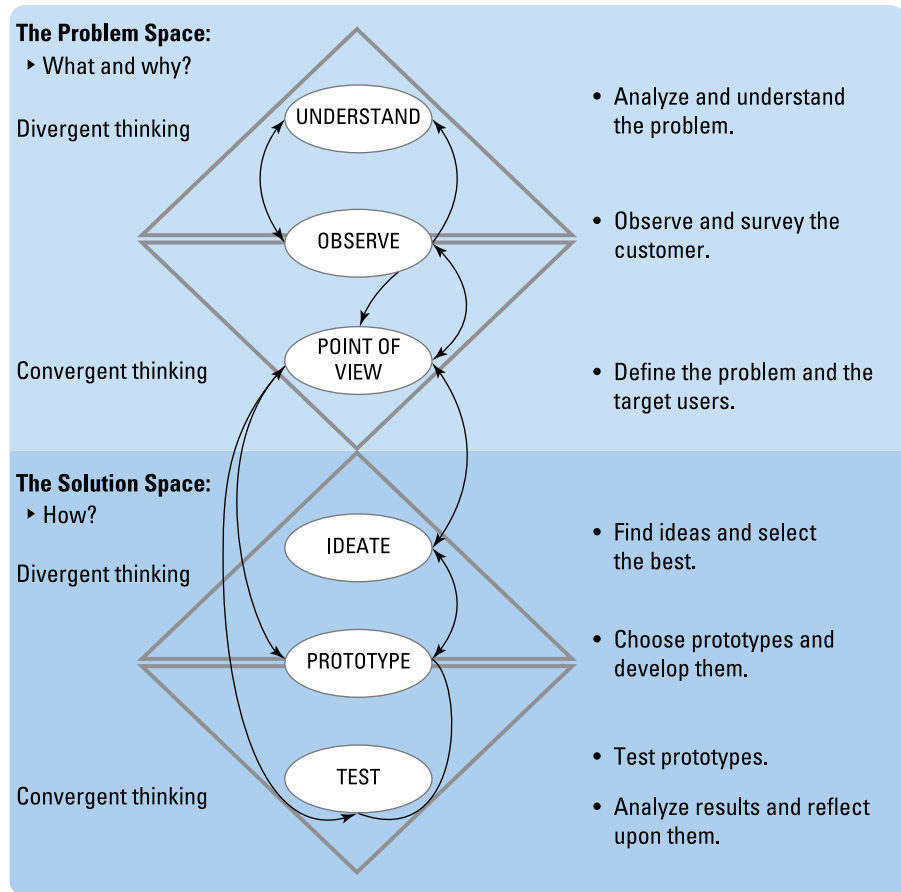 The Problem Space:
▸ What and why?
Divergent thinking
UNDERSTAND
• Analyze and understand
the problem.
OBSERVE
• Observe and survey the
customer.
Convergent thinking
POINT OF
VIEW
• Define the problem and the
target users.
The Solution Space:
▸ How?
Divergent thinking
IDEATE
• Find ideas and select
the best.
PROTOTYPE
• Choose prototypes and
develop them.
Convergent thinking
TEST
• Test prototypes.
• Analyze results and reflect
upon them.